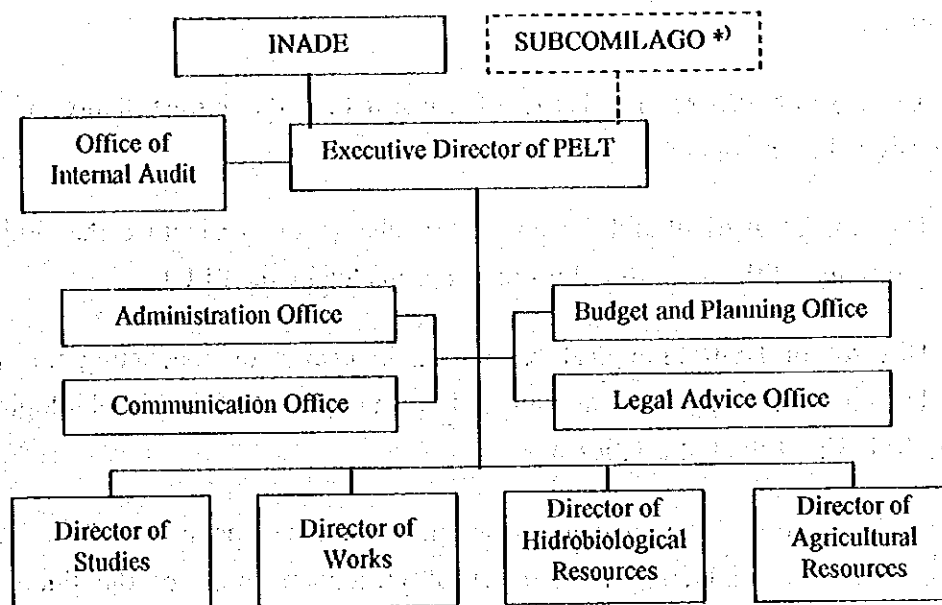 INADE
SUBCOMILAGO *)
Office of
Internal Audit
Executive Director of PELT
Administration Office
Budget and Planning Office
Communication Office
Legal Advice Office
Director of
Studies
Director of
Works
Director of
Hidrobiological
Resources
Director of
Agricultural
Resources